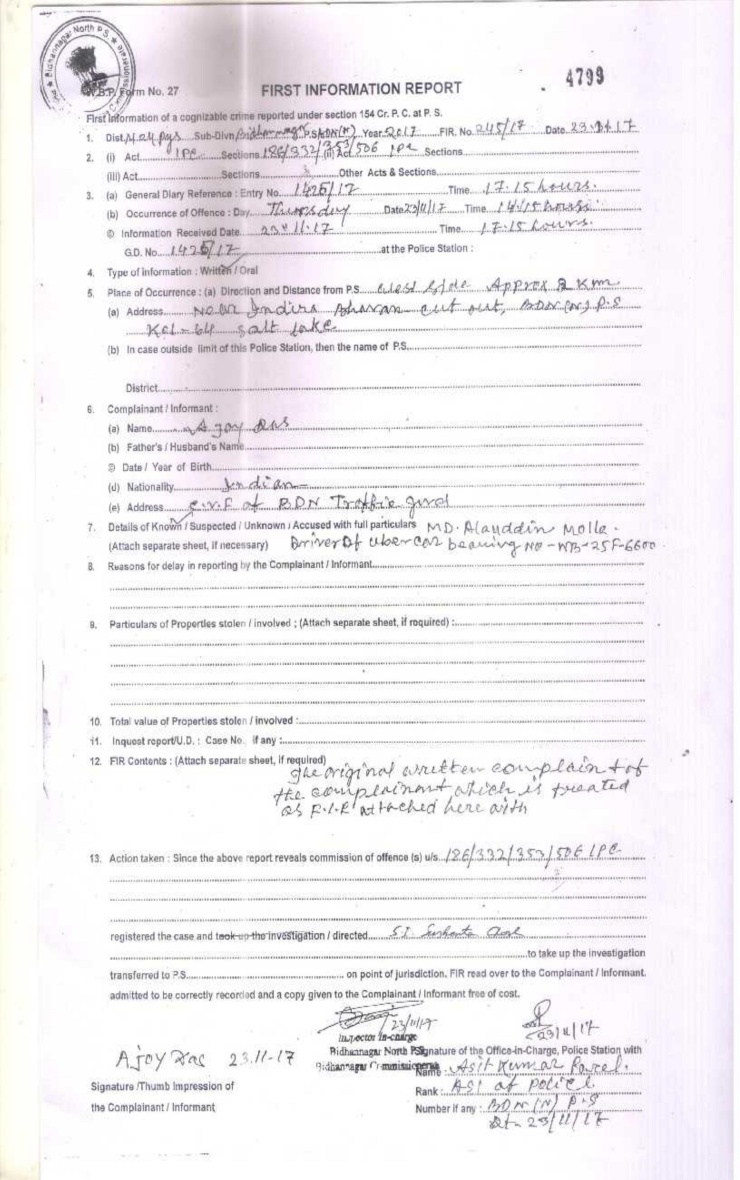 Bidhannagar North P.S.
4799
W.B.P. Form No. 27
FIRST INFORMATION REPORT
First Information of a cognizable crime reported under section 154 Cr. P. C. at P. S.
1. Dist. N. 24 pgs Sub-Divn. Bidhannagar P.S. BDN(N) Year 2017 FIR. No. 245/17 Date 23.11.17
2. (i) Act IPC Sections 186/332/353/506 IPC (ii) Act Sections
(iii) Act Sections Other Acts & Sections
3. (a) General Diary Reference : Entry No. 1425/17 Time 17.15 hours.
(b) Occurrence of Offence : Day Thursday Date 23/11/17 Time 14.15 hours
© Information Received Date 23.11.17 Time 17.15 hours.
G.D. No. 1425/17 at the Police Station :
4. Type of information : Written / Oral
5. Place of Occurrence : (a) Direction and Distance from P.S. West Side Approx 2 Km
(a) Address Near Indira Bhavan cut out, BDN (N) P.S
Kol-64 Salt Lake
(b) In case outside limit of this Police Station, then the name of P.S.
District
6. Complainant / Informant :
(a) Name Ajoy Das
(b) Father's / Husband's Name
© Date / Year of Birth
(d) Nationality Indian
(e) Address C.V.F of BDN Traffic gurd
7. Details of Known / Suspected / Unknown / Accused with full particulars MD. Alauddin Molla.
(Attach separate sheet, if necessary) Driver Of uber car bearing NO-WB-25F-6600
8. Reasons for delay in reporting by the Complainant / Informant
9. Particulars of Properties stolen / involved ; (Attach separate sheet, if required) :
10. Total value of Properties stolen / involved :
11. Inquest report/U.D. : Case No. if any :
12. FIR Contents : (Attach separate sheet, if required)
The original written complaint of
the complainant which is treated
as F.I.R attached here with
13. Action taken : Since the above report reveals commission of offence (s) u/s. 186/332/353/506 IPC
registered the case and took up the investigation / directed S.I.
to take up the investigation
transferred to P.S. on point of jurisdiction. FIR read over to the Complainant / Informant.
admitted to be correctly recorded and a copy given to the Complainant / Informant free of cost.
23/11/17
23/11/17
Inspector in-charge
Bidhannagar North P.S. Signature of the Office-in-Charge, Police Station with
Ajoy Das 23.11-17
Bidhannagar Commissionerate Name : Asit Kumar Porel.
Signature /Thumb Impression of
Rank : ASI of Police.
the Complainant / Informant
Number if any : BDN (N) P.S
Dt- 23/11/17